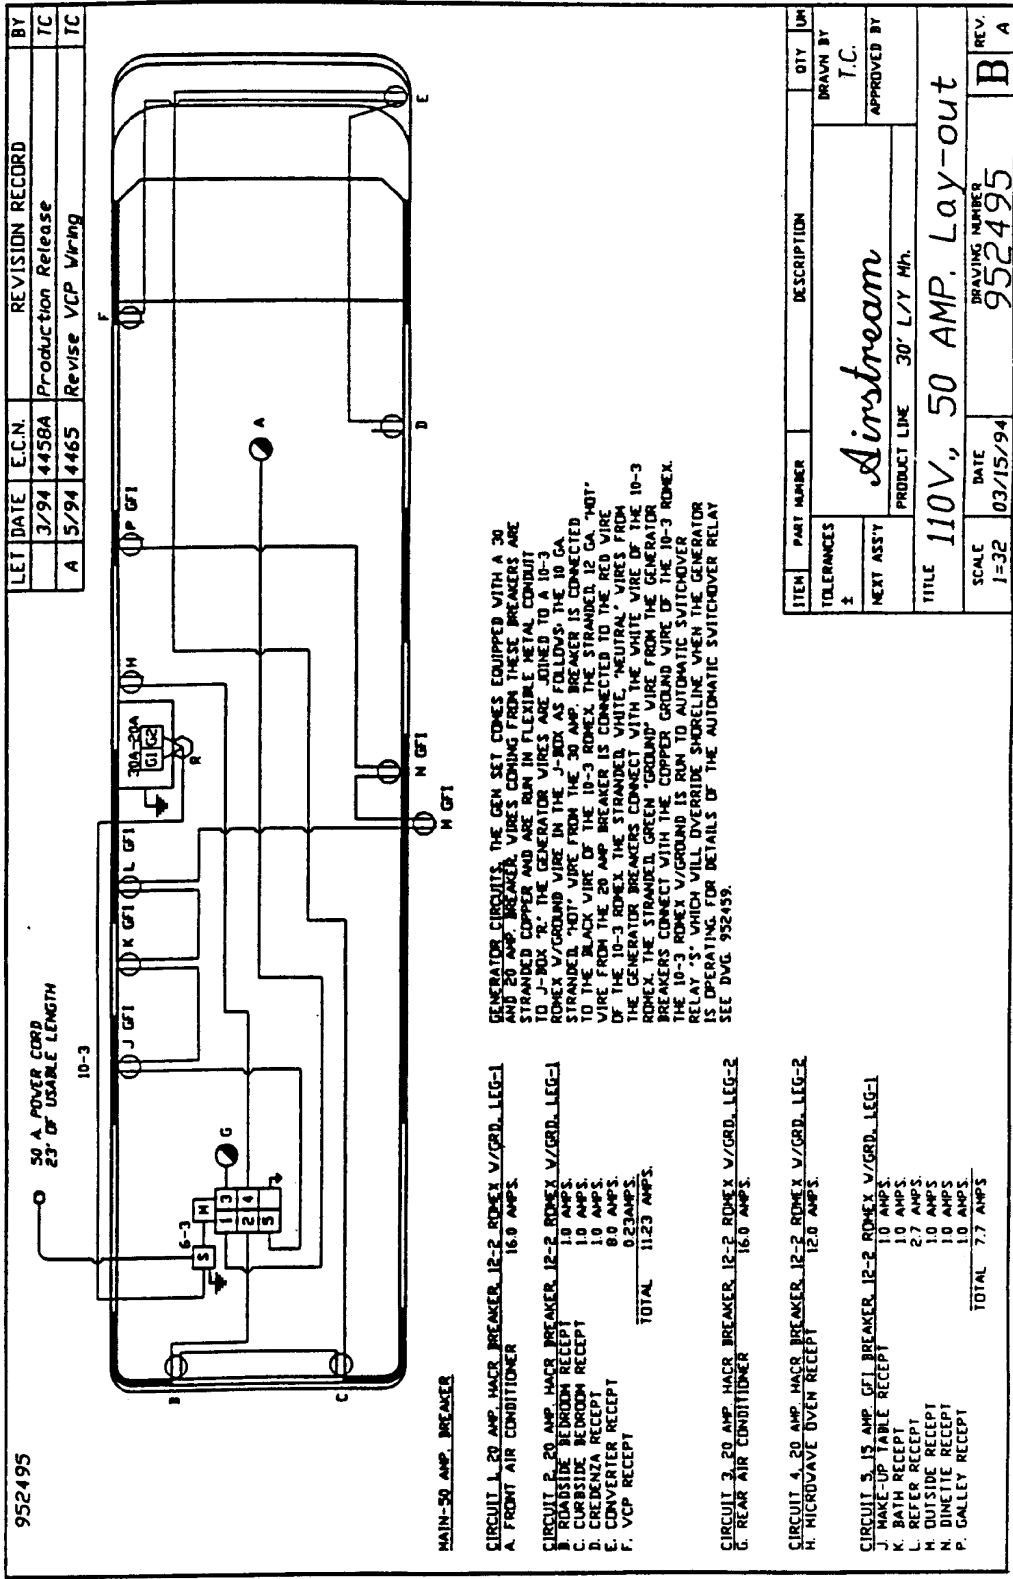 952495
LET DATE E.C.N. REVISION RECORD BY
3/94 4458A Production Release TC
A 5/94 4465 Revise VCP Wiring TC
50 A. POWER CORD
23' OF USABLE LENGTH
10-3
6-3
S
M
1 3
2 4
5
G
B
C
J GFI
K GFI
L GFI
30A-20A
G1 G2
R
H
P GFI
F
A
M GFI
N GFI
D
E
MAIN-50 AMP. BREAKER
CIRCUIT 1, 20 AMP. HACR BREAKER, 12-2 ROMEX W/GRD. LEG-1
A. FRONT AIR CONDITIONER 16.0 AMPS.
CIRCUIT 2, 20 AMP. HACR BREAKER, 12-2 ROMEX W/GRD. LEG-1
B. ROADSIDE BEDROOM RECEPT 1.0 AMPS.
C. CURBSIDE BEDROOM RECEPT 1.0 AMPS.
D. CREDENZA RECEPT 1.0 AMPS.
E. CONVERTER RECEPT 8.0 AMPS.
F. VCP RECEPT 0.23AMPS.
TOTAL 11.23 AMPS.
CIRCUIT 3, 20 AMP. HACR BREAKER, 12-2 ROMEX W/GRD. LEG-2
G. REAR AIR CONDITIONER 16.0 AMPS.
CIRCUIT 4, 20 AMP. HACR BREAKER, 12-2 ROMEX W/GRD. LEG-2
H. MICROWAVE OVEN RECEPT 12.0 AMPS.
CIRCUIT 5, 15 AMP. GFI BREAKER, 12-2 ROMEX W/GRD. LEG-1
J. MAKE-UP TABLE RECEPT 1.0 AMPS.
K. BATH RECEPT 1.0 AMPS.
L. REFER RECEPT 2.7 AMPS.
M. OUTSIDE RECEPT 1.0 AMPS
N. DINETTE RECEPT 1.0 AMPS.
P. GALLEY RECEPT 1.0 AMPS.
TOTAL 7.7 AMPS
GENERATOR CIRCUITS, THE GEN SET COMES EQUIPPED WITH A 30
AND 20 AMP. BREAKER, WIRES COMING FROM THESE BREAKERS ARE
STRANDED COPPER AND ARE RUN IN FLEXIBLE METAL CONDUIT
TO J-BOX "R." THE GENERATOR WIRES ARE JOINED TO A 10-3
ROMEX W/GROUND WIRE IN THE J-BOX AS FOLLOWS, THE 10 GA.
STRANDED, "HOT" WIRE FROM THE 30 AMP. BREAKER IS CONNECTED
TO THE BLACK WIRE OF THE 10-3 ROMEX, THE STRANDED, 12 GA. "HOT"
WIRE FROM THE 20 AMP BREAKER IS CONNECTED TO THE RED WIRE
OF THE 10-3 ROMEX, THE STRANDED, WHITE, "NEUTRAL" WIRES FROM
THE GENERATOR BREAKERS CONNECT WITH THE WHITE WIRE OF THE 10-3
ROMEX, THE STRANDED, GREEN "GROUND" WIRE FROM THE GENERATOR
BREAKERS CONNECT WITH THE COPPER GROUND WIRE OF THE 10-3 ROMEX.
THE 10-3 ROMEX W/GROUND IS RUN TO AUTOMATIC SWITCHOVER
RELAY "S" WHICH WILL OVERRIDE SHORELINE WHEN THE GENERATOR
IS OPERATING. FOR DETAILS OF THE AUTOMATIC SWITCHOVER RELAY
SEE DWG. 952459.
ITEM PART NUMBER DESCRIPTION QTY UM
TOLERANCES
±
NEXT ASS'Y
Airstream
PRODUCT LINE 30' L/Y Mh.
DRAWN BY
T.C.
APPROVED BY
TITLE 110V., 50 AMP. Lay-out
SCALE
1=32
DATE
03/15/94
DRAWING NUMBER
952495
B
REV.
A